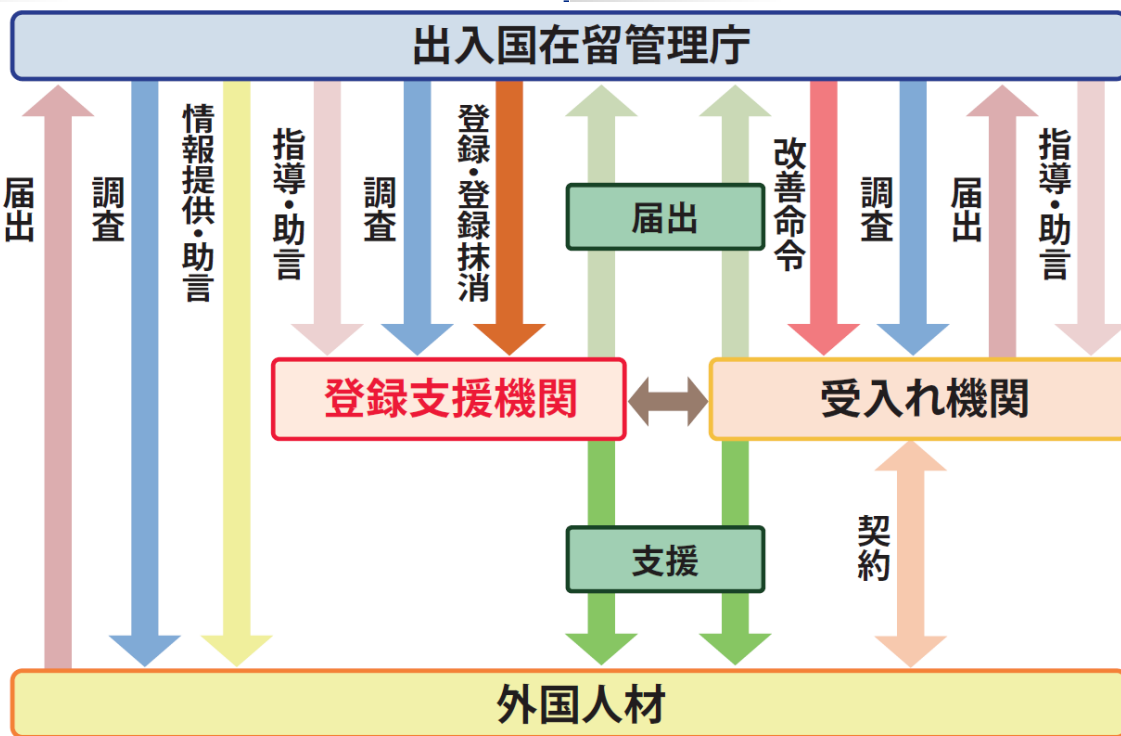 出入国在留管理庁
届出
調査
情報提供・助言
指導・助言
調査
登録・登録抹消
届出
改善命令
調査
届出
指導・助言
登録支援機関
受入れ機関
支援
契約
外国人材